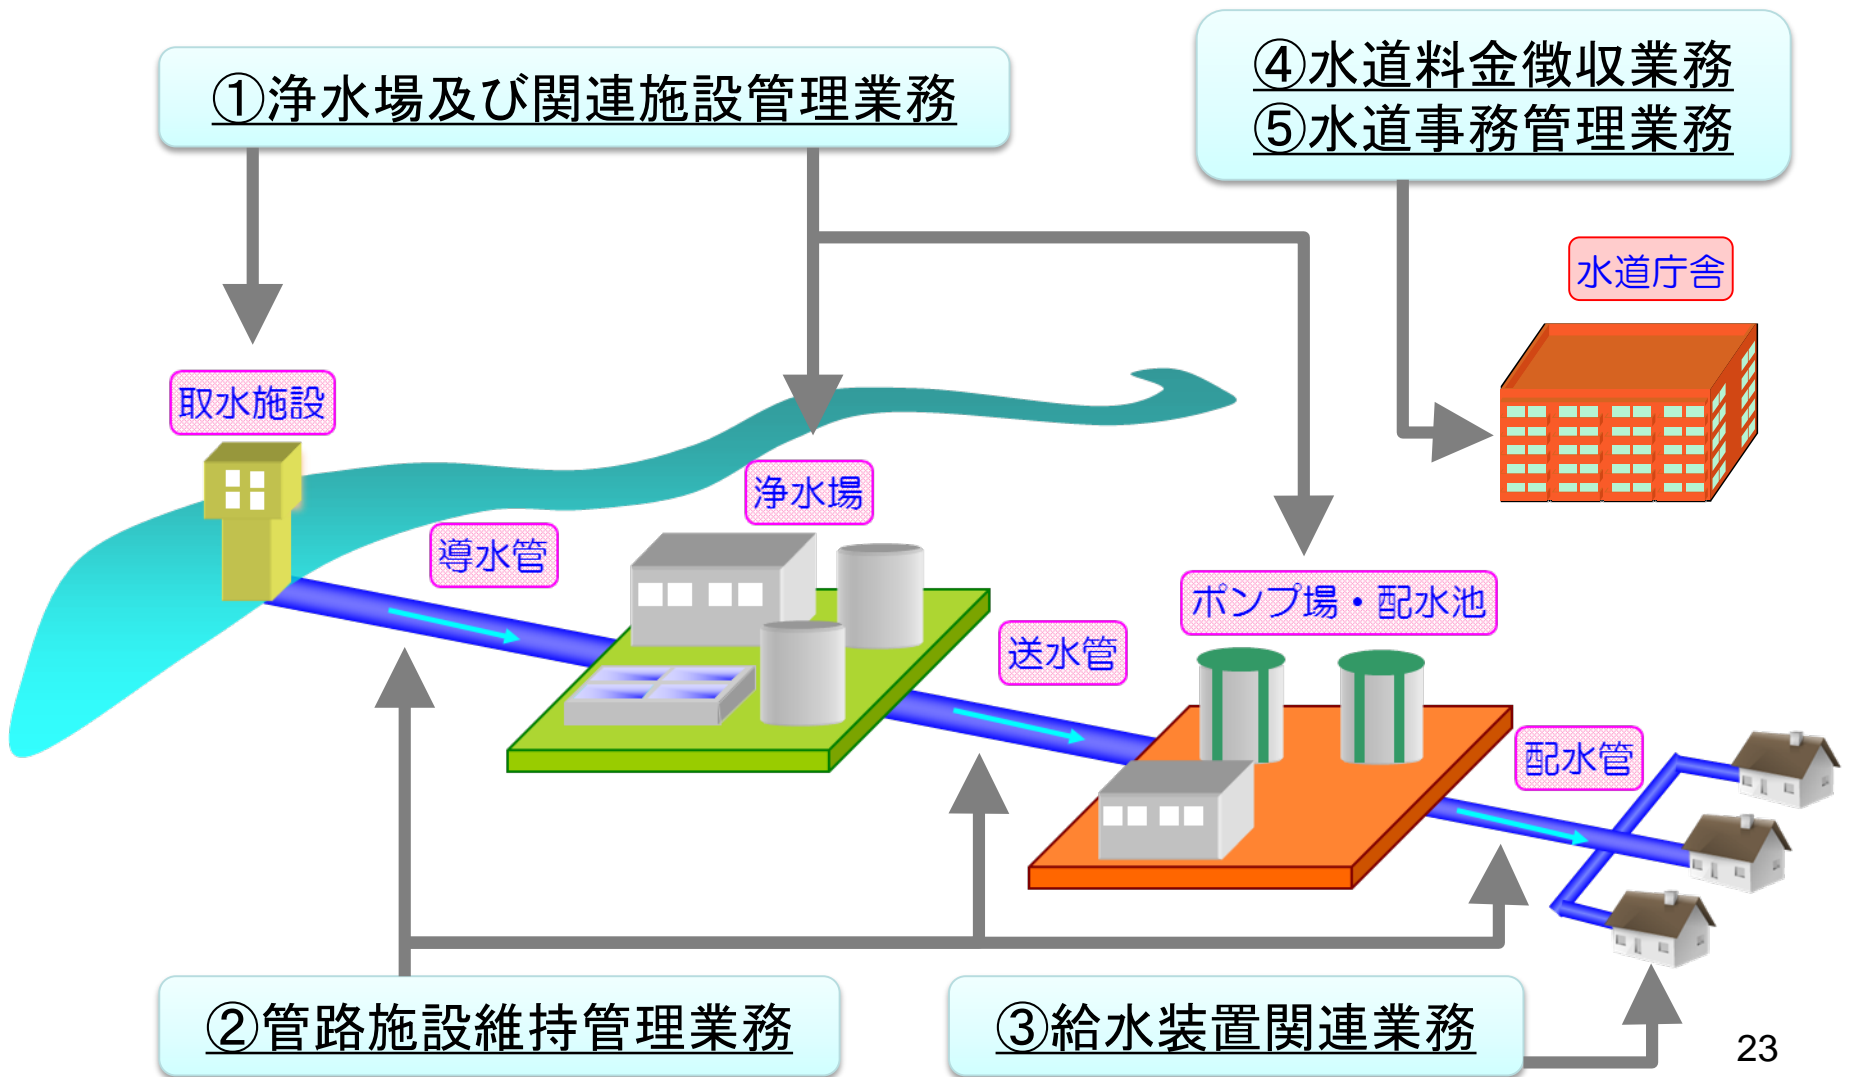 ①浄水場及び関連施設管理業務
④水道料金徴収業務
⑤水道事務管理業務
水道庁舎
取水施設
浄水場
導水管
ポンプ場・配水池
送水管
配水管
②管路施設維持管理業務
③給水装置関連業務
23